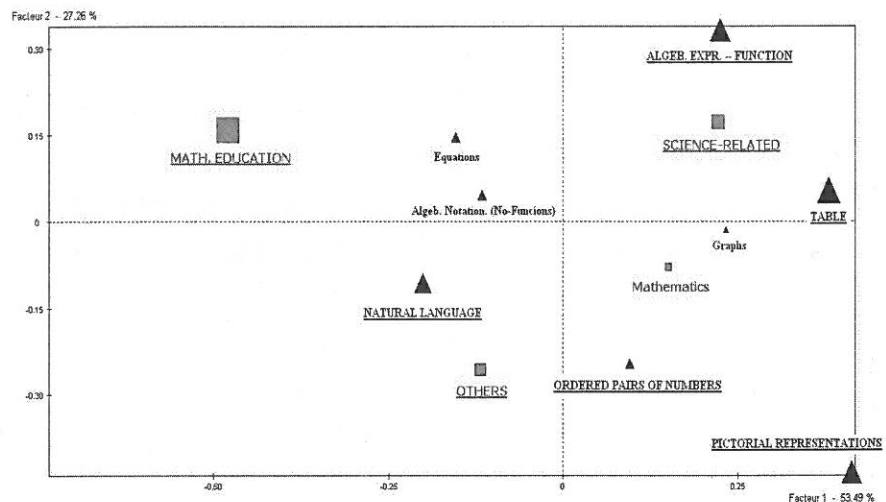 Facteur 2 - 27.26 %
0.30
ALGEB. EXPR. – FUNCTION
0.15
MATH. EDUCATION
Equations
SCIENCE-RELATED
Algeb. Notation. (No-Funcions)
TABLE
0
Graphs
Mathematics
-0.15
NATURAL LANGUAGE
OTHERS
ORDERED PAIRS OF NUMBERS
-0.30
PICTORIAL REPRESENTATIONS
-0.50
-0.25
0
0.25
Facteur 1 - 53.49 %